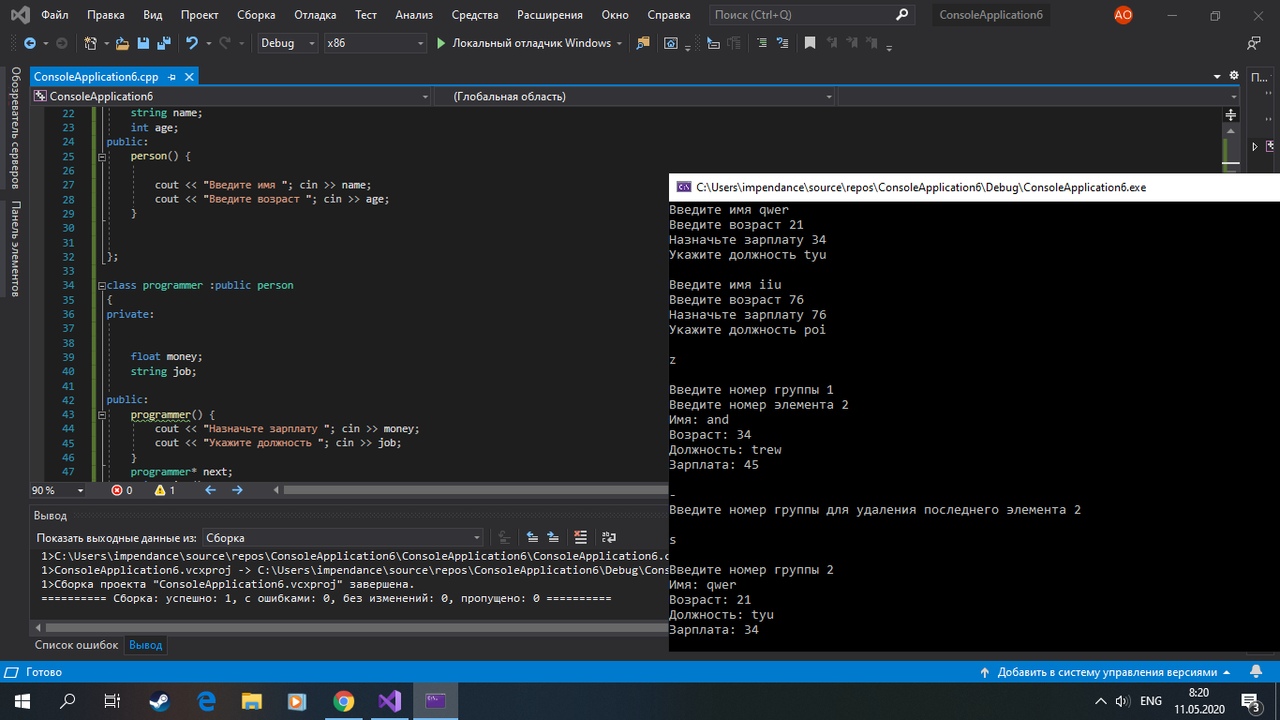 Файл Правка Вид Проект Сборка Отладка Тест Анализ Средства Расширения Окно Справка Поиск (Ctrl+Q) ConsoleApplication6 АО
Debug x86 Локальный отладчик Windows
Обозреватель серверов
Панель элементов
ConsoleApplication6.cpp
П...
ConsoleApplication6 (Глобальная область)
22 string name;
23 int age;
24 public:
25 person() {
26
27 cout << "Введите имя "; cin >> name;
28 cout << "Введите возраст "; cin >> age;
29 }
30
31
32 };
33
34 class programmer :public person
35 {
36 private:
37
38
39 float money;
40 string job;
41
42 public:
43 programmer() {
44 cout << "Назначьте зарплату "; cin >> money;
45 cout << "Укажите должность "; cin >> job;
46 }
47 programmer* next;
90 % 0 1
Вывод
Показать выходные данные из: Сборка
1>C:\Users\impendance\source\repos\ConsoleApplication6\ConsoleApplication6\ConsoleApplication6.c
1>ConsoleApplication6.vcxproj -> C:\Users\impendance\source\repos\ConsoleApplication6\Debug\Cons
1>Сборка проекта "ConsoleApplication6.vcxproj" завершена.
========== Сборка: успешно: 1, с ошибками: 0, без изменений: 0, пропущено: 0 ==========
Список ошибок Вывод
C:\Users\impendance\source\repos\ConsoleApplication6\Debug\ConsoleApplication6.exe
Введите имя qwer
Введите возраст 21
Назначьте зарплату 34
Укажите должность tyu
Введите имя iiu
Введите возраст 76
Назначьте зарплату 76
Укажите должность poi
z
Введите номер группы 1
Введите номер элемента 2
Имя: and
Возраст: 34
Должность: trew
Зарплата: 45
-
Введите номер группы для удаления последнего элемента 2
s
Введите номер группы 2
Имя: qwer
Возраст: 21
Должность: tyu
Зарплата: 34
Готово Добавить в систему управления версиями
ENG 8:20
11.05.2020 3